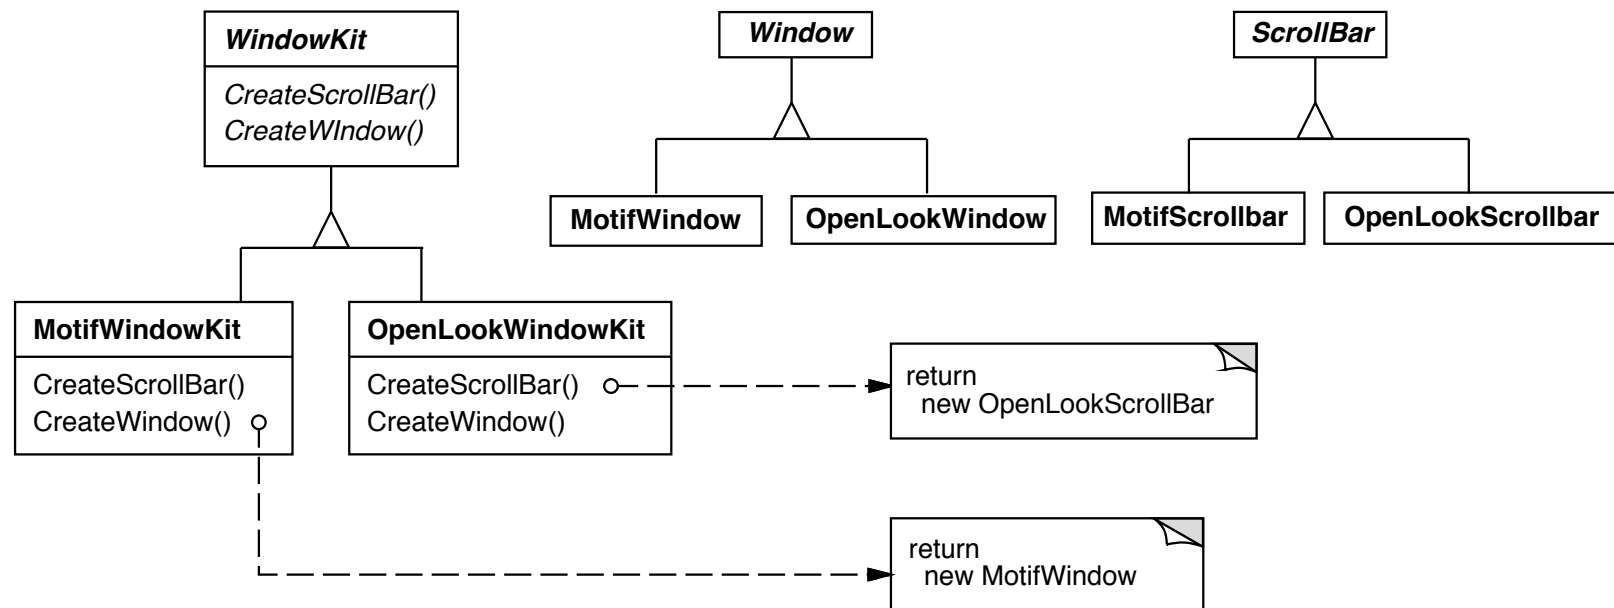 WindowKit
CreateScrollBar()
CreateWIndow()
Window
ScrollBar
MotifWindow
OpenLookWindow
MotifScrollbar
OpenLookScrollbar
MotifWindowKit
CreateScrollBar()
CreateWindow()
OpenLookWindowKit
CreateScrollBar()
CreateWindow()
return
new OpenLookScrollBar
return
new MotifWindow